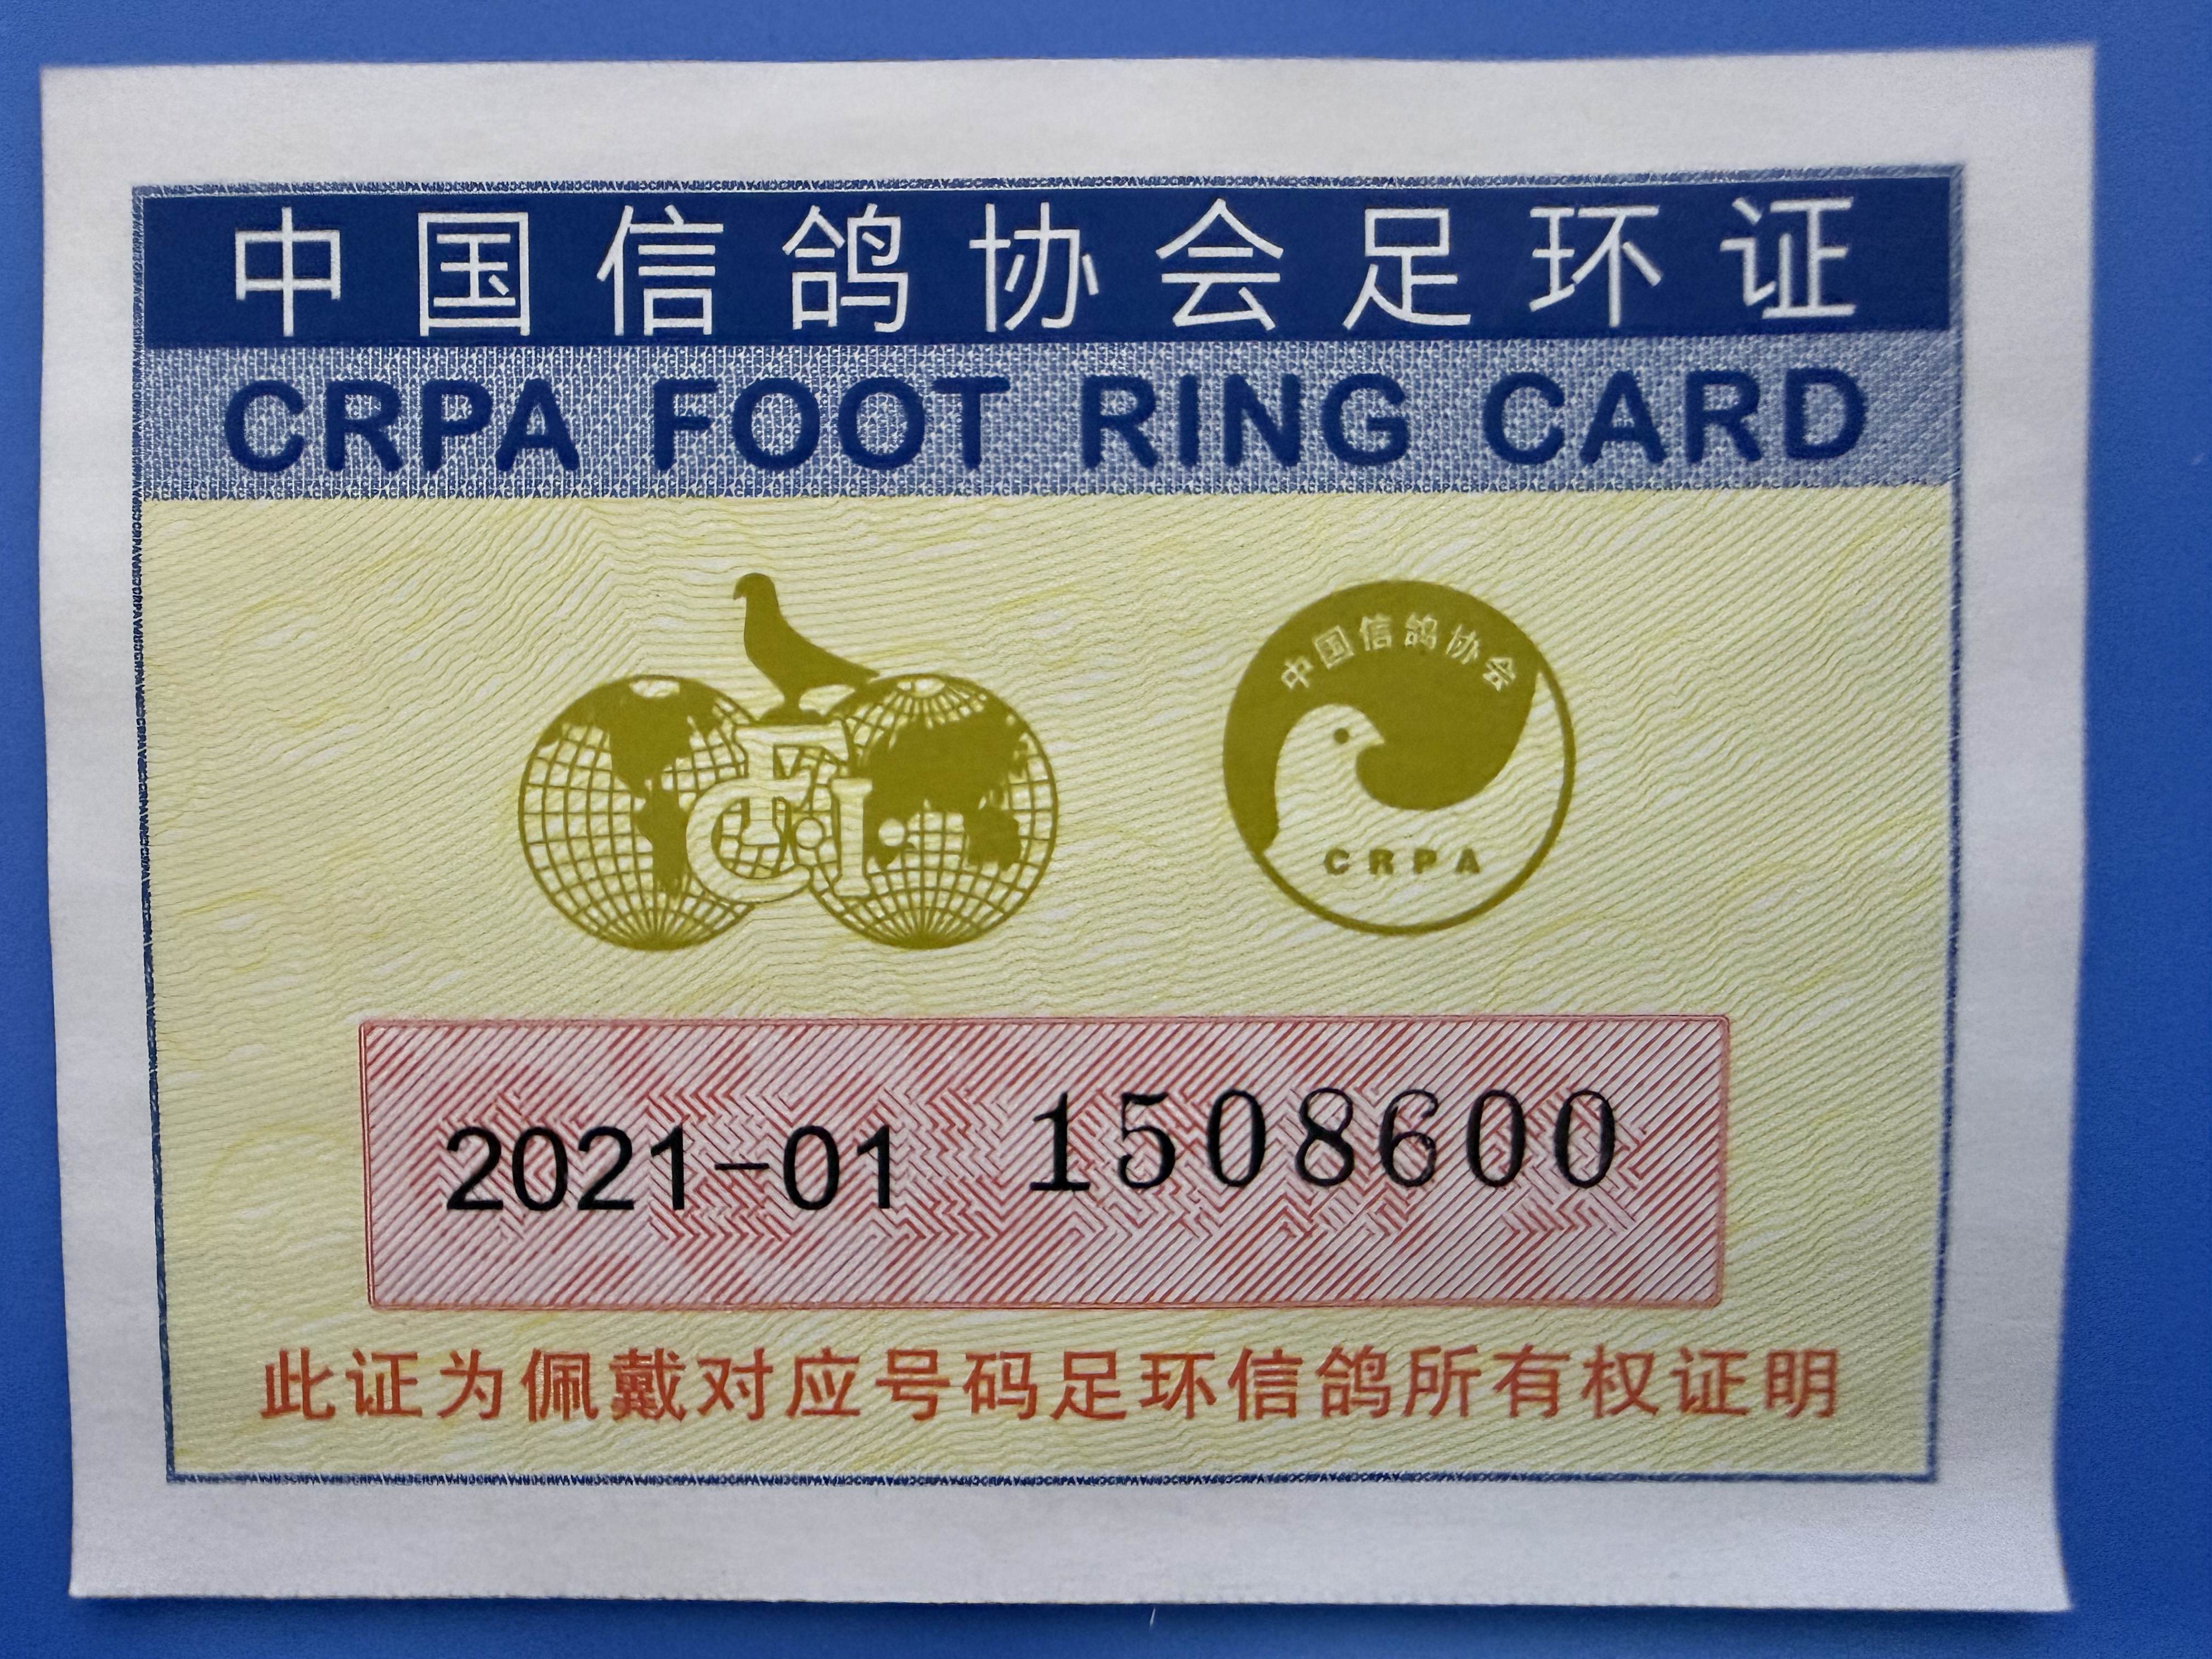 中国信鸽协会足环证
CRPA FOOT RING CARD
中国信鸽协会
CRPA
2021-01 1508600
此证为佩戴对应号码足环信鸽所有权证明